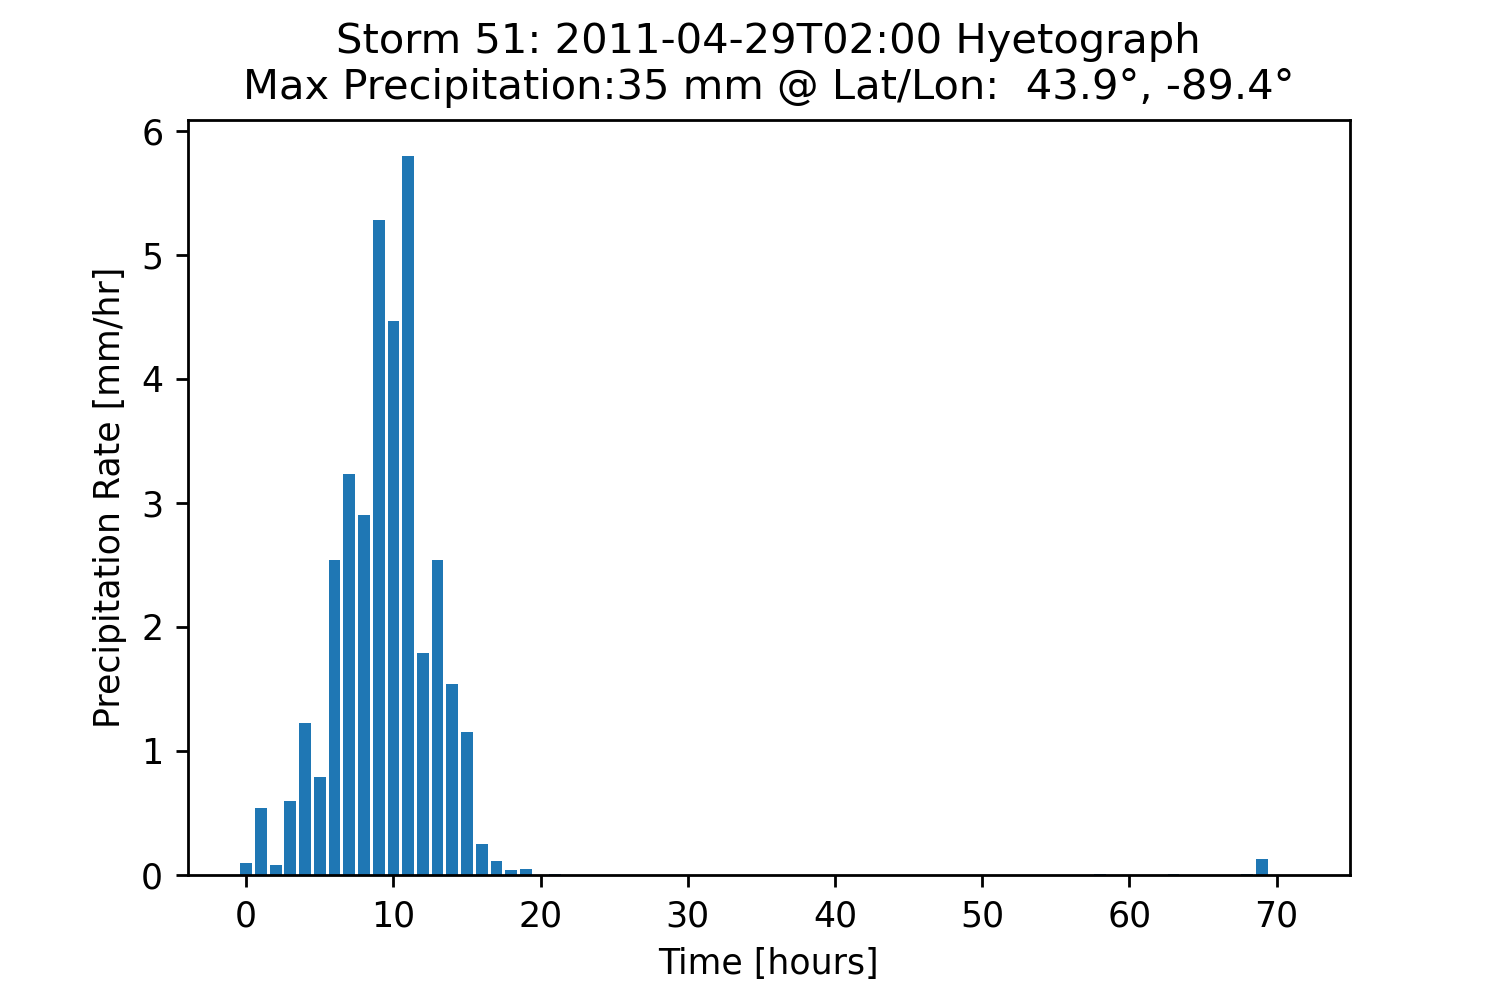 Storm 51: 2011-04-29T02:00 Hyetograph
Max Precipitation:35 mm @ Lat/Lon:  43.9°, -89.4°
6
5
4
3
2
1
0
Precipitation Rate [mm/hr]
0 10 20 30 40 50 60 70
Time [hours]